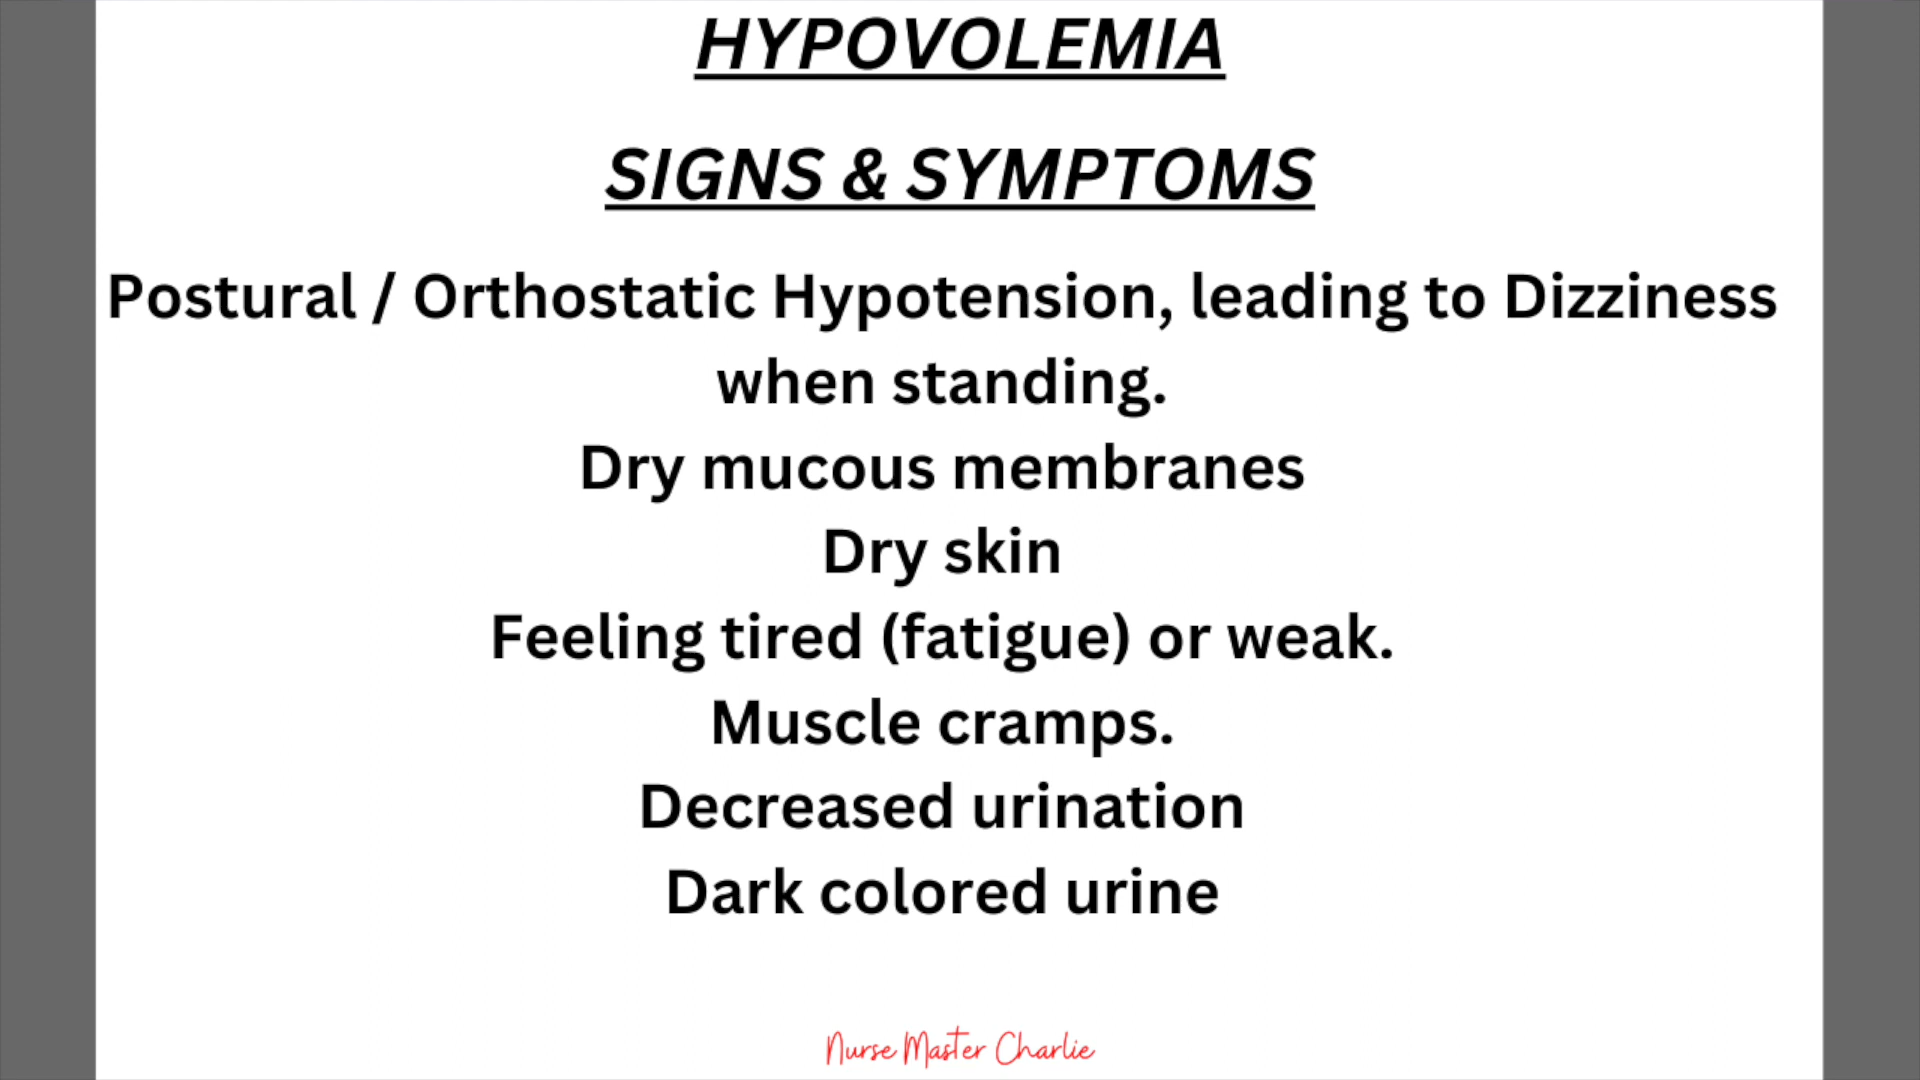 HYPOVOLEMIA
SIGNS & SYMPTOMS
Postural / Orthostatic Hypotension, leading to Dizziness
when standing.
Dry mucous membranes
Dry skin
Feeling tired (fatigue) or weak.
Muscle cramps.
Decreased urination
Dark colored urine
Nurse Master Charlie